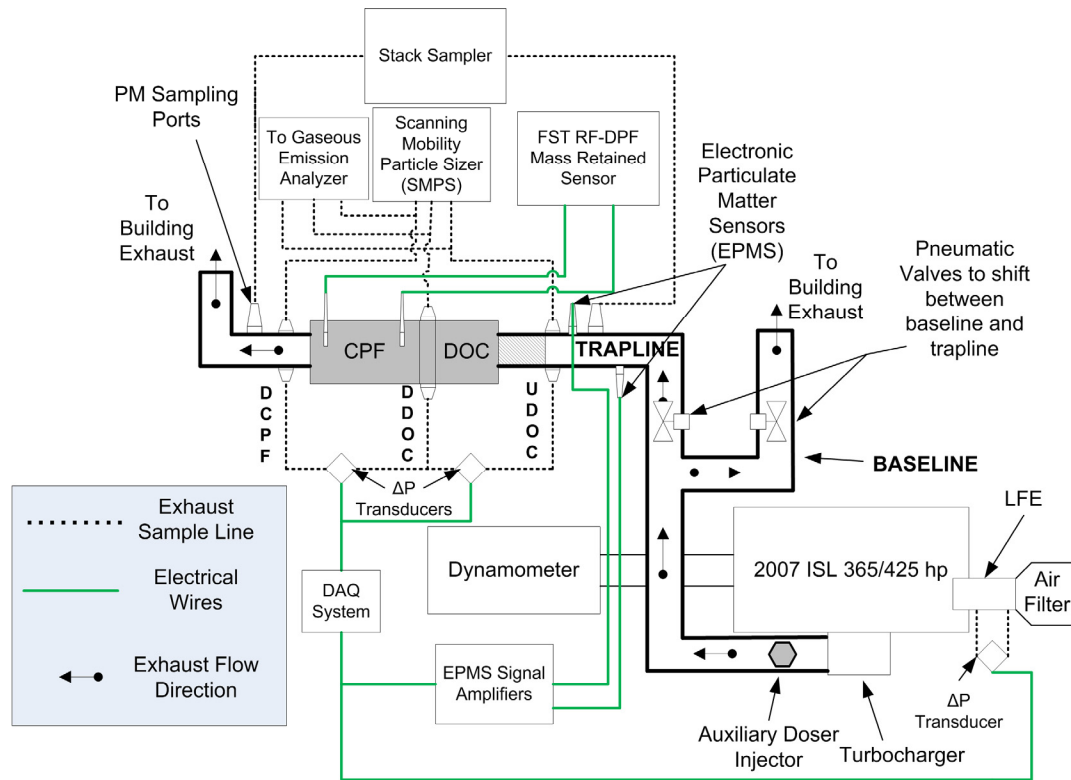 Stack Sampler
PM Sampling
Ports
To Gaseous
Emission
Analyzer
Scanning
Mobility
Particle Sizer
(SMPS)
FST RF-DPF
Mass Retained
Sensor
Electronic
Particulate
Matter
Sensors
(EPMS)
To
Building
Exhaust
Pneumatic
Valves to shift
between
baseline and
trapline
To
Building
Exhaust
CPF
DOC
TRAPLINE
DCPF
DDOC
UDOC
BASELINE
ΔP
Transducers
Exhaust
Sample Line
Electrical
Wires
Exhaust Flow
Direction
DAQ
System
Dynamometer
2007 ISL 365/425 hp
LFE
Air
Filter
EPMS Signal
Amplifiers
Auxiliary Doser
Injector
Turbocharger
ΔP
Transducer